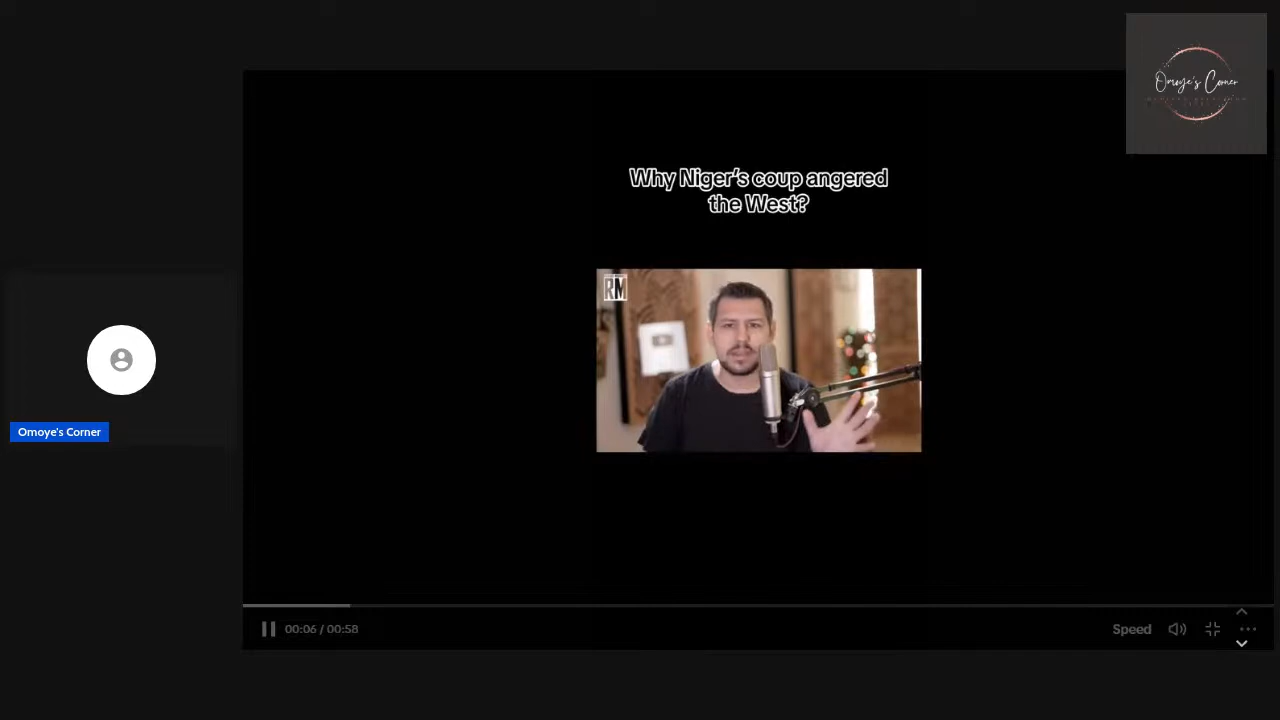 Omoye's Corner
Why Niger's coup angered
the West?
RM
Omoye's Corner
00:06 / 00:58
Speed